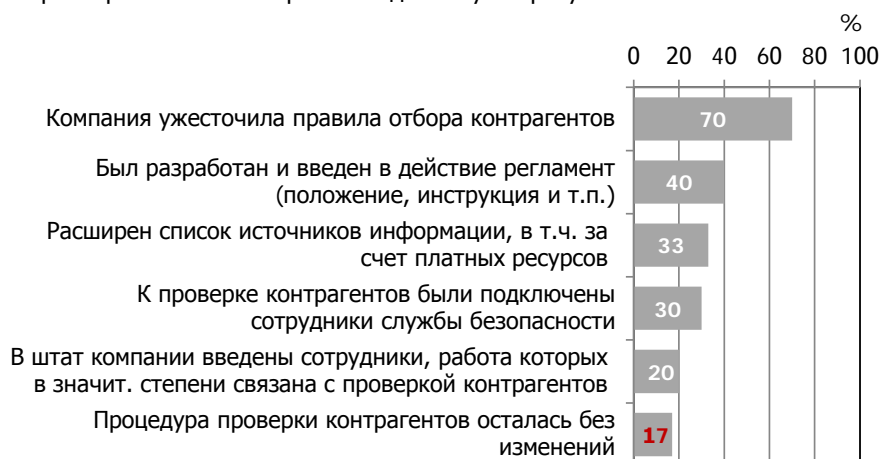 %
0 20 40 60 80 100
Компания ужесточила правила отбора контрагентов
70
Был разработан и введен в действие регламент
(положение, инструкция и т.п.)
40
Расширен список источников информации, в т.ч. за
счет платных ресурсов
33
К проверке контрагентов были подключены
сотрудники службы безопасности
30
В штат компании введены сотрудники, работа которых
в значит. степени связана с проверкой контрагентов
20
Процедура проверки контрагентов осталась без
изменений
17